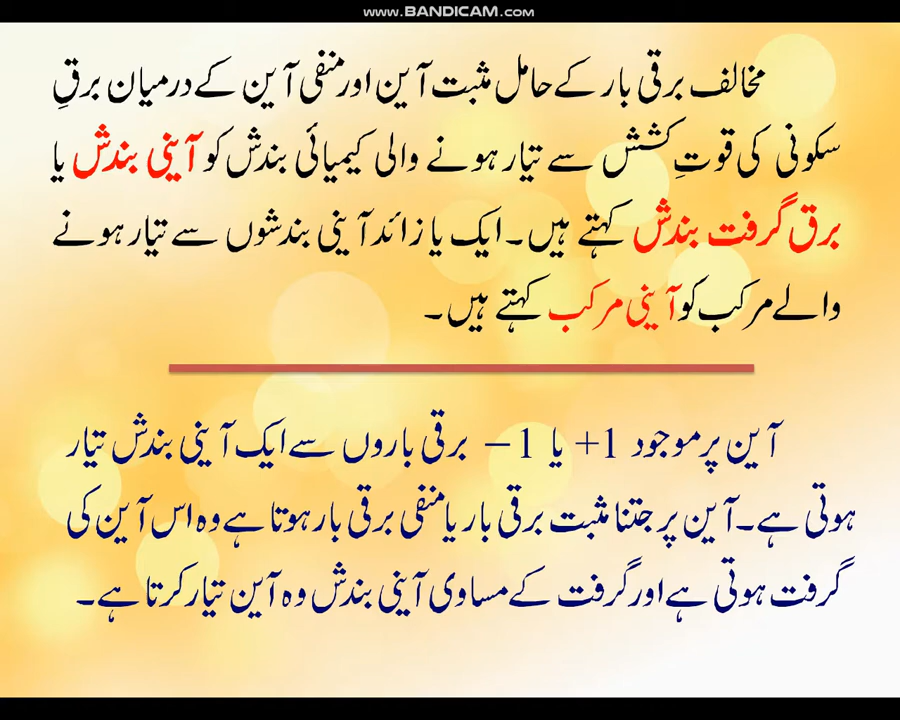 www.BANDICAM.com
مخالف برقی بار کے حامل مثبت آین اور منفی آین کے درمیان برقِ
سکونی کی قوتِ کشش سے تیار ہونے والی کیمیائی بندش کو آینی بندش یا
برق گرفت بندش کہتے ہیں۔ ایک یا زائد آینی بندشوں سے تیار ہونے
والے مرکب کو آینی مرکب کہتے ہیں۔
آین پر موجود 1+ یا 1− برقی باروں سے ایک آینی بندش تیار
ہوتی ہے۔ آین پر جتنا مثبت برقی بار یا منفی برقی بار ہوتا ہے وہ اس آین کی
گرفت ہوتی ہے اور گرفت کے مساوی آینی بندش وہ آین تیار کرتا ہے۔